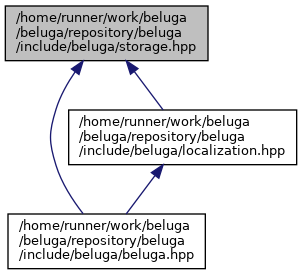 /home/runner/work/beluga
/beluga/repository/beluga
/include/beluga/storage.hpp
/home/runner/work/beluga
/beluga/repository/beluga
/include/beluga/localization.hpp
/home/runner/work/beluga
/beluga/repository/beluga
/include/beluga/beluga.hpp